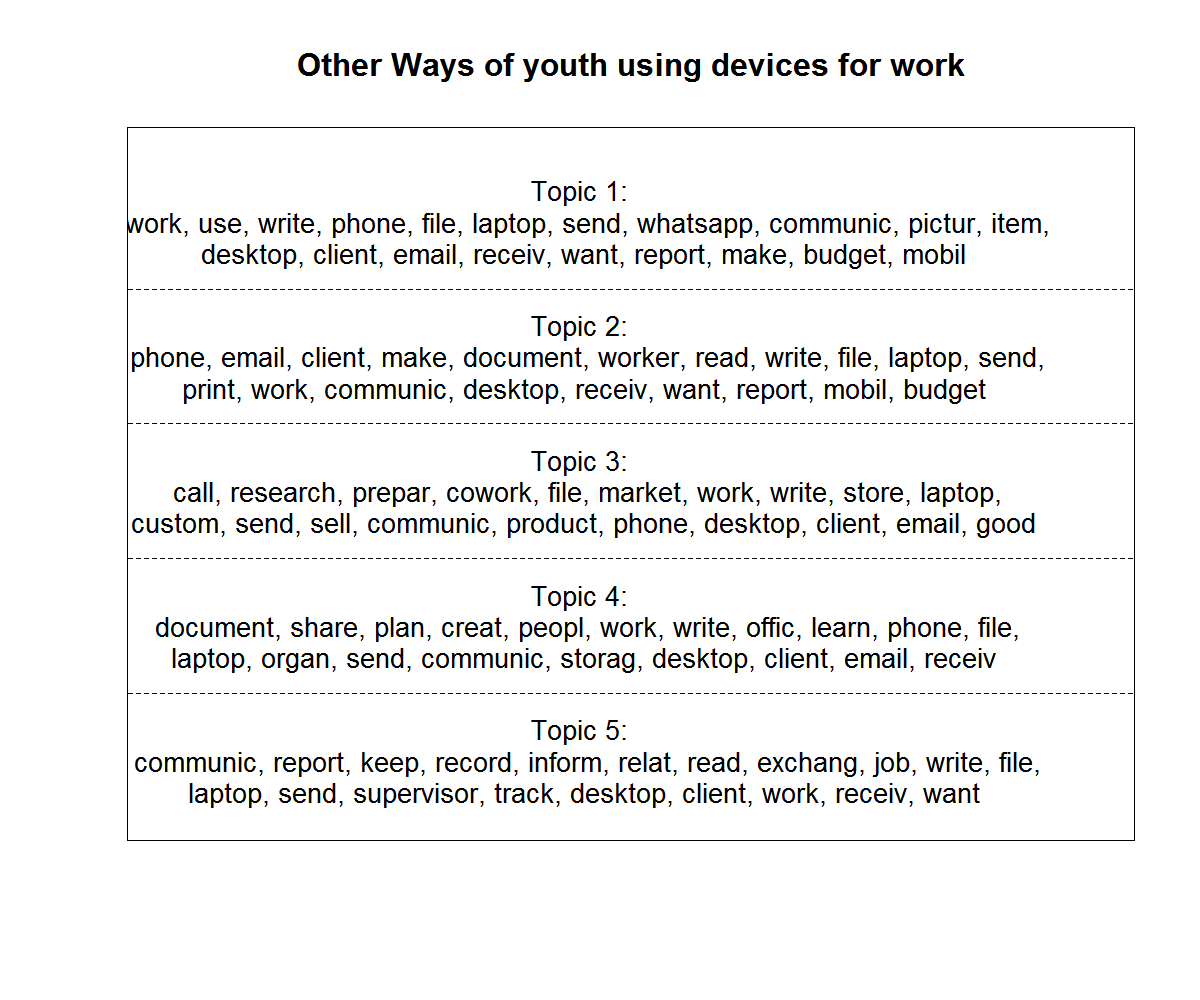 Other Ways of youth using devices for work
Topic 1:
work, use, write, phone, file, laptop, send, whatsapp, communic, pictur, item,
desktop, client, email, receiv, want, report, make, budget, mobil
Topic 2:
phone, email, client, make, document, worker, read, write, file, laptop, send,
print, work, communic, desktop, receiv, want, report, mobil, budget
Topic 3:
call, research, prepar, cowork, file, market, work, write, store, laptop,
custom, send, sell, communic, product, phone, desktop, client, email, good
Topic 4:
document, share, plan, creat, peopl, work, write, offic, learn, phone, file,
laptop, organ, send, communic, storag, desktop, client, email, receiv
Topic 5:
communic, report, keep, record, inform, relat, read, exchang, job, write, file,
laptop, send, supervisor, track, desktop, client, work, receiv, want